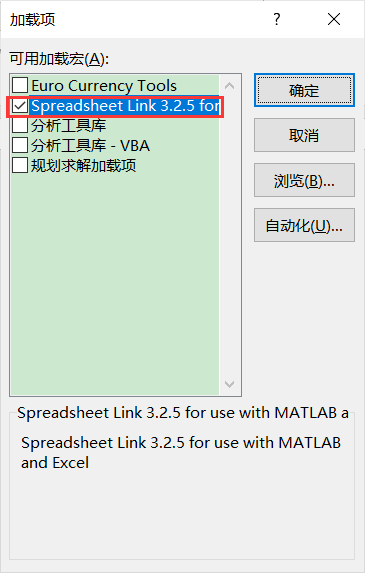 加载项
?
可用加载宏(A):
Euro Currency Tools
Spreadsheet Link 3.2.5 for
分析工具库
分析工具库 - VBA
规划求解加载项
确定
取消
浏览(B)...
自动化(U)...
Spreadsheet Link 3.2.5 for use with MATLAB a
Spreadsheet Link 3.2.5 for use with MATLAB
and Excel